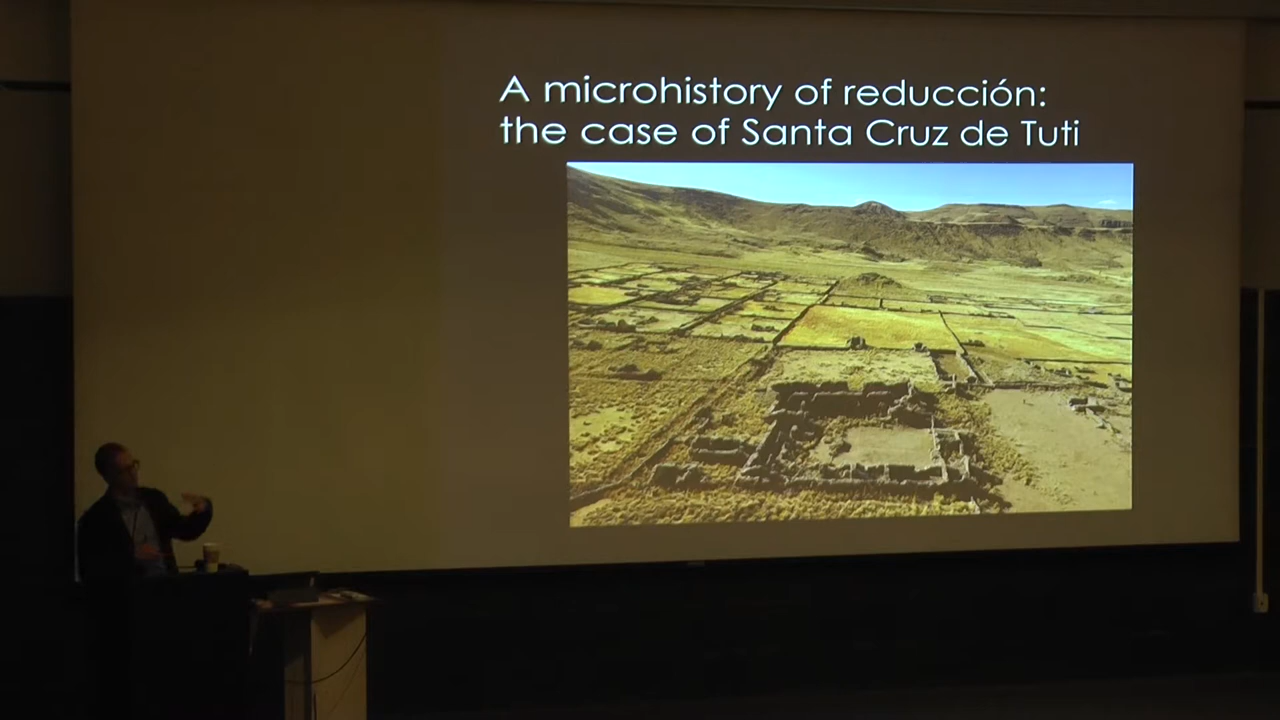 A microhistory of reducción:
the case of Santa Cruz de Tuti